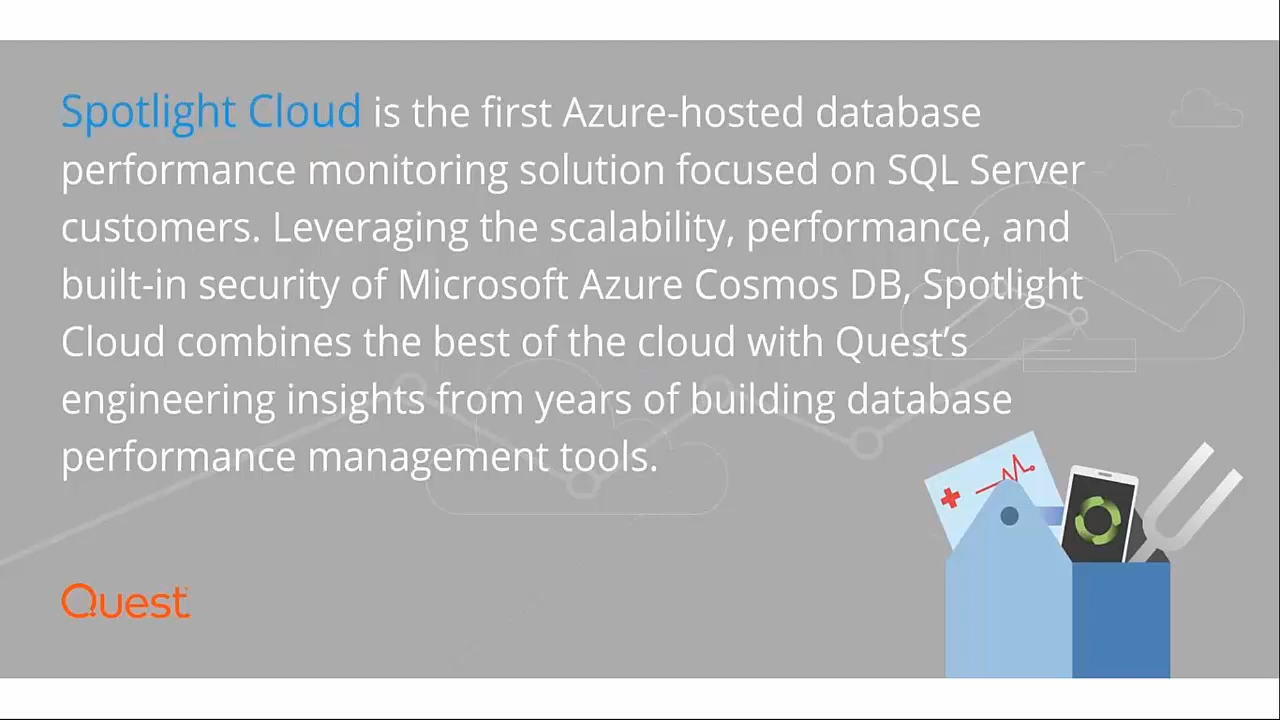 Spotlight Cloud is the first Azure-hosted database
performance monitoring solution focused on SQL Server
customers. Leveraging the scalability, performance, and
built-in security of Microsoft Azure Cosmos DB, Spotlight
Cloud combines the best of the cloud with Quest’s
engineering insights from years of building database
performance management tools.
Quest